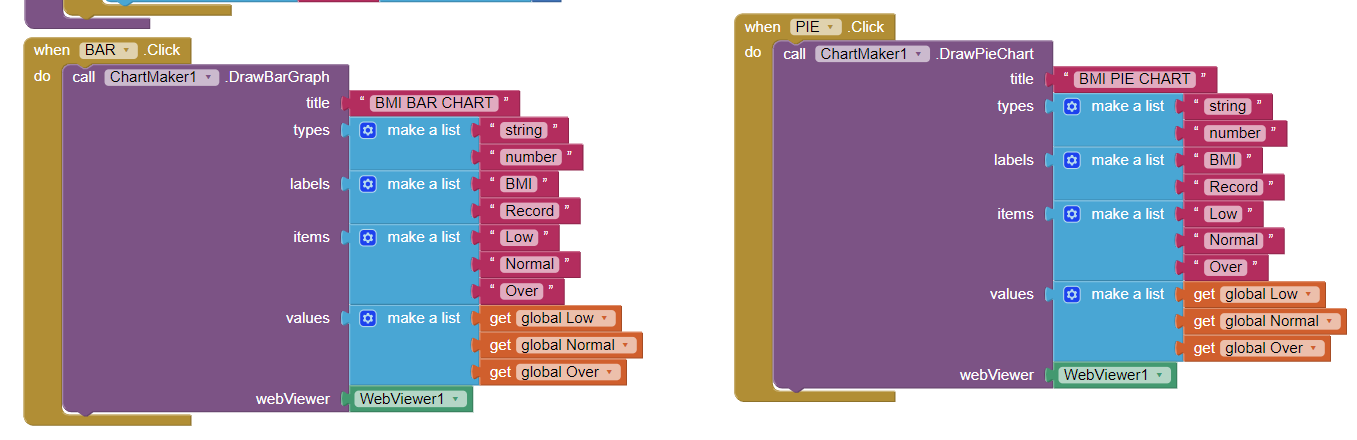 when BAR .Click
do call ChartMaker1 .DrawBarGraph
title " BMI BAR CHART "
types make a list " string "
" number "
labels make a list " BMI "
" Record "
items make a list " Low "
" Normal "
" Over "
values make a list get global Low
get global Normal
get global Over
webViewer WebViewer1
when PIE .Click
do call ChartMaker1 .DrawPieChart
title " BMI PIE CHART "
types make a list " string "
" number "
labels make a list " BMI "
" Record "
items make a list " Low "
" Normal "
" Over "
values make a list get global Low
get global Normal
get global Over
webViewer WebViewer1